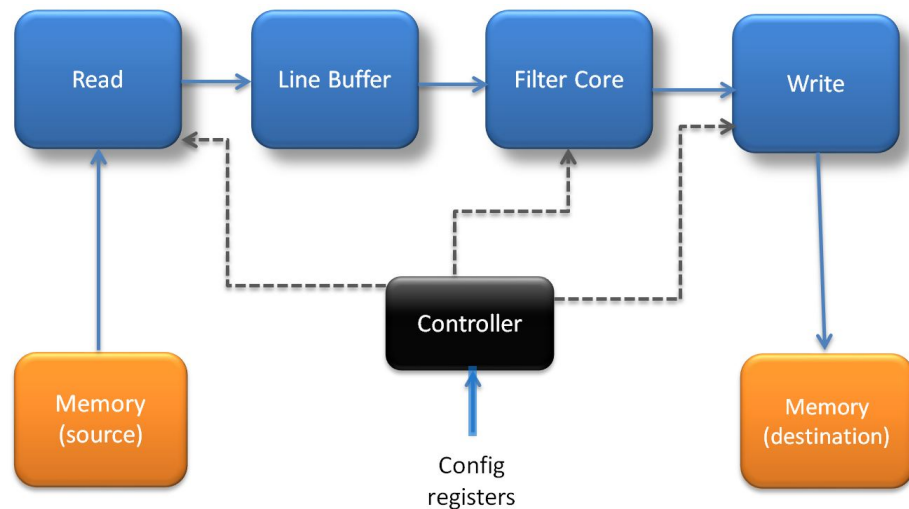 Read
Line Buffer
Filter Core
Write
Controller
Memory
(source)
Memory
(destination)
Config
registers